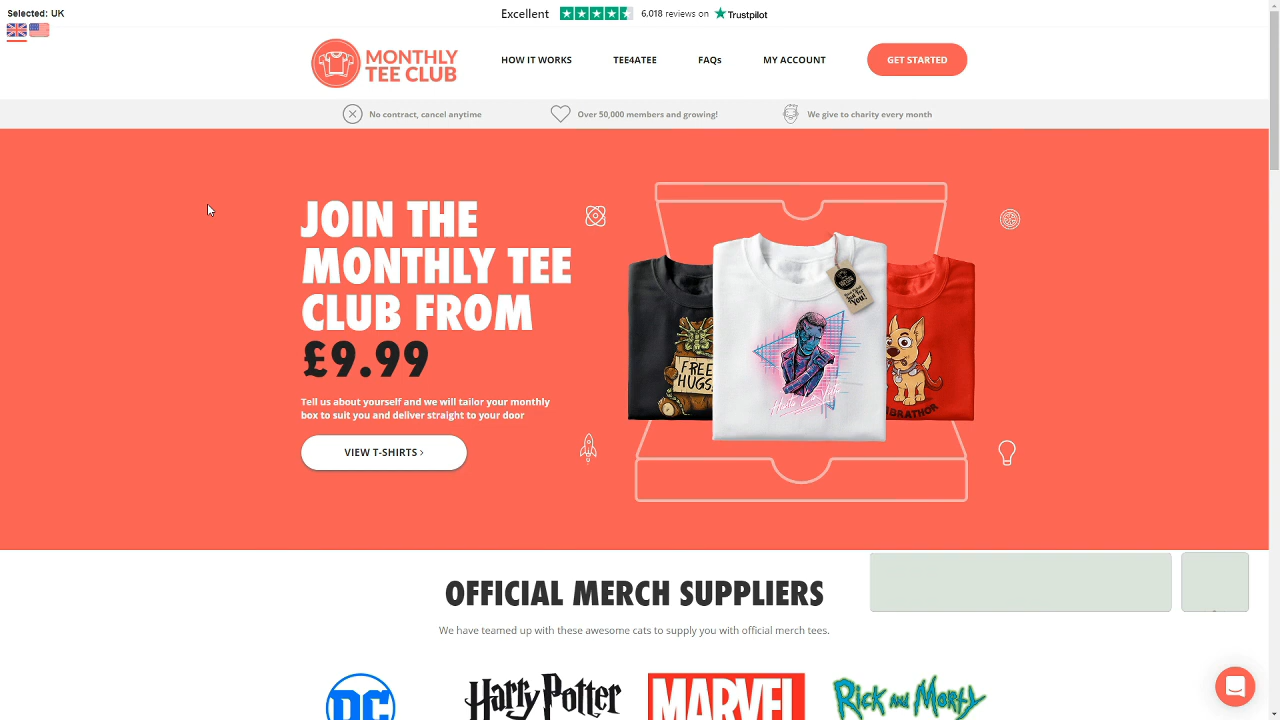 Selected: UK
Excellent 6,018 reviews on Trustpilot
MONTHLY
TEE CLUB
HOW IT WORKS
TEE4ATEE
FAQs
MY ACCOUNT
GET STARTED
No contract, cancel anytime
Over 50,000 members and growing!
We give to charity every month
JOIN THE
MONTHLY TEE
CLUB FROM
£9.99
Tell us about yourself and we will tailor your monthly
box to suit you and deliver straight to your door
VIEW T-SHIRTS ›
FREE
HUGS
OFFICIAL MERCH SUPPLIERS
We have teamed up with these awesome cats to supply you with official merch tees.
DC
Harry Potter
MARVEL
Rick and Morty